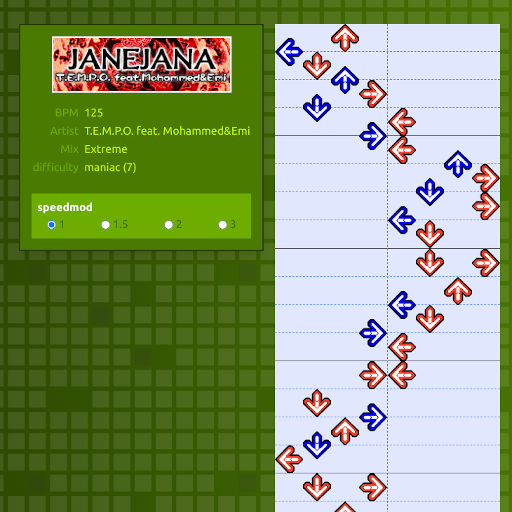 JANEJANA
T.E.M.P.O. feat.Mohammed&Emi
BPM 125
Artist T.E.M.P.O. feat. Mohammed&Emi
Mix Extreme
difficulty maniac (7)
speedmod
1 1.5 2 3